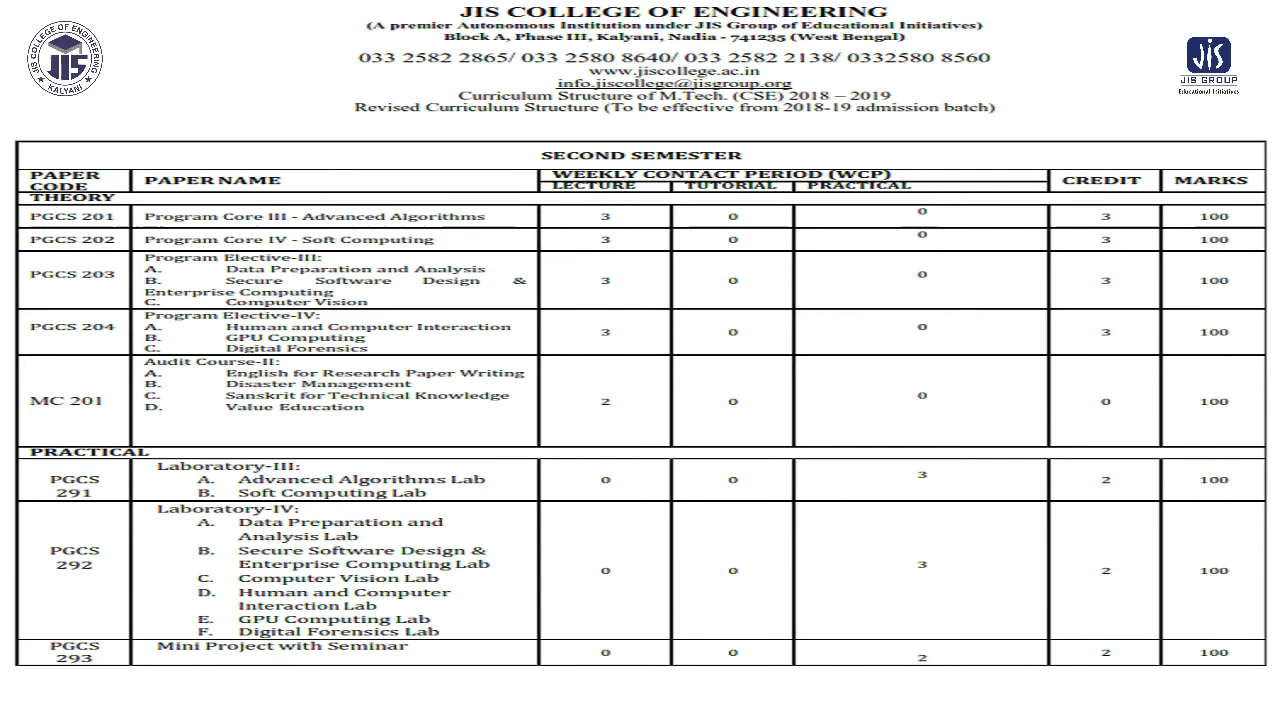 JIS COLLEGE OF ENGINEERING
(A premier Autonomous Institution under JIS Group of Educational Initiatives)
Block A, Phase III, Kalyani, Nadia - 741235 (West Bengal)
033 2582 2865/ 033 2580 8640/ 033 2582 2138/ 0332580 8560
www.jiscollege.ac.in
info.jiscollege@jisgroup.org
Curriculum Structure of M.Tech. (CSE) 2018 – 2019
Revised Curriculum Structure (To be effective from 2018-19 admission batch)
JIS COLLEGE OF ENGINEERING
JIS
KALYANI
JIS
JIS GROUP
Educational Initiatives
SECOND SEMESTER
PAPER CODE PAPER NAME WEEKLY CONTACT PERIOD (WCP) CREDIT MARKS
LECTURE TUTORIAL PRACTICAL
THEORY
PGCS 201 Program Core III - Advanced Algorithms 3 0 0 3 100
PGCS 202 Program Core IV - Soft Computing 3 0 0 3 100
Program Elective-III:
A. Data Preparation and Analysis
PGCS 203 B. Secure Software Design & 3 0 0 3 100
Enterprise Computing
C. Computer Vision
Program Elective-IV:
PGCS 204 A. Human and Computer Interaction 3 0 0 3 100
B. GPU Computing
C. Digital Forensics
Audit Course-II:
A. English for Research Paper Writing
B. Disaster Management
MC 201 C. Sanskrit for Technical Knowledge 2 0 0 0 100
D. Value Education
PRACTICAL
Laboratory-III:
PGCS A. Advanced Algorithms Lab 0 0 3 2 100
291 B. Soft Computing Lab
Laboratory-IV:
A. Data Preparation and
Analysis Lab
PGCS B. Secure Software Design &
292 Enterprise Computing Lab 0 0 3 2 100
C. Computer Vision Lab
D. Human and Computer
Interaction Lab
E. GPU Computing Lab
F. Digital Forensics Lab
PGCS Mini Project with Seminar 0 0 2 2 100
293